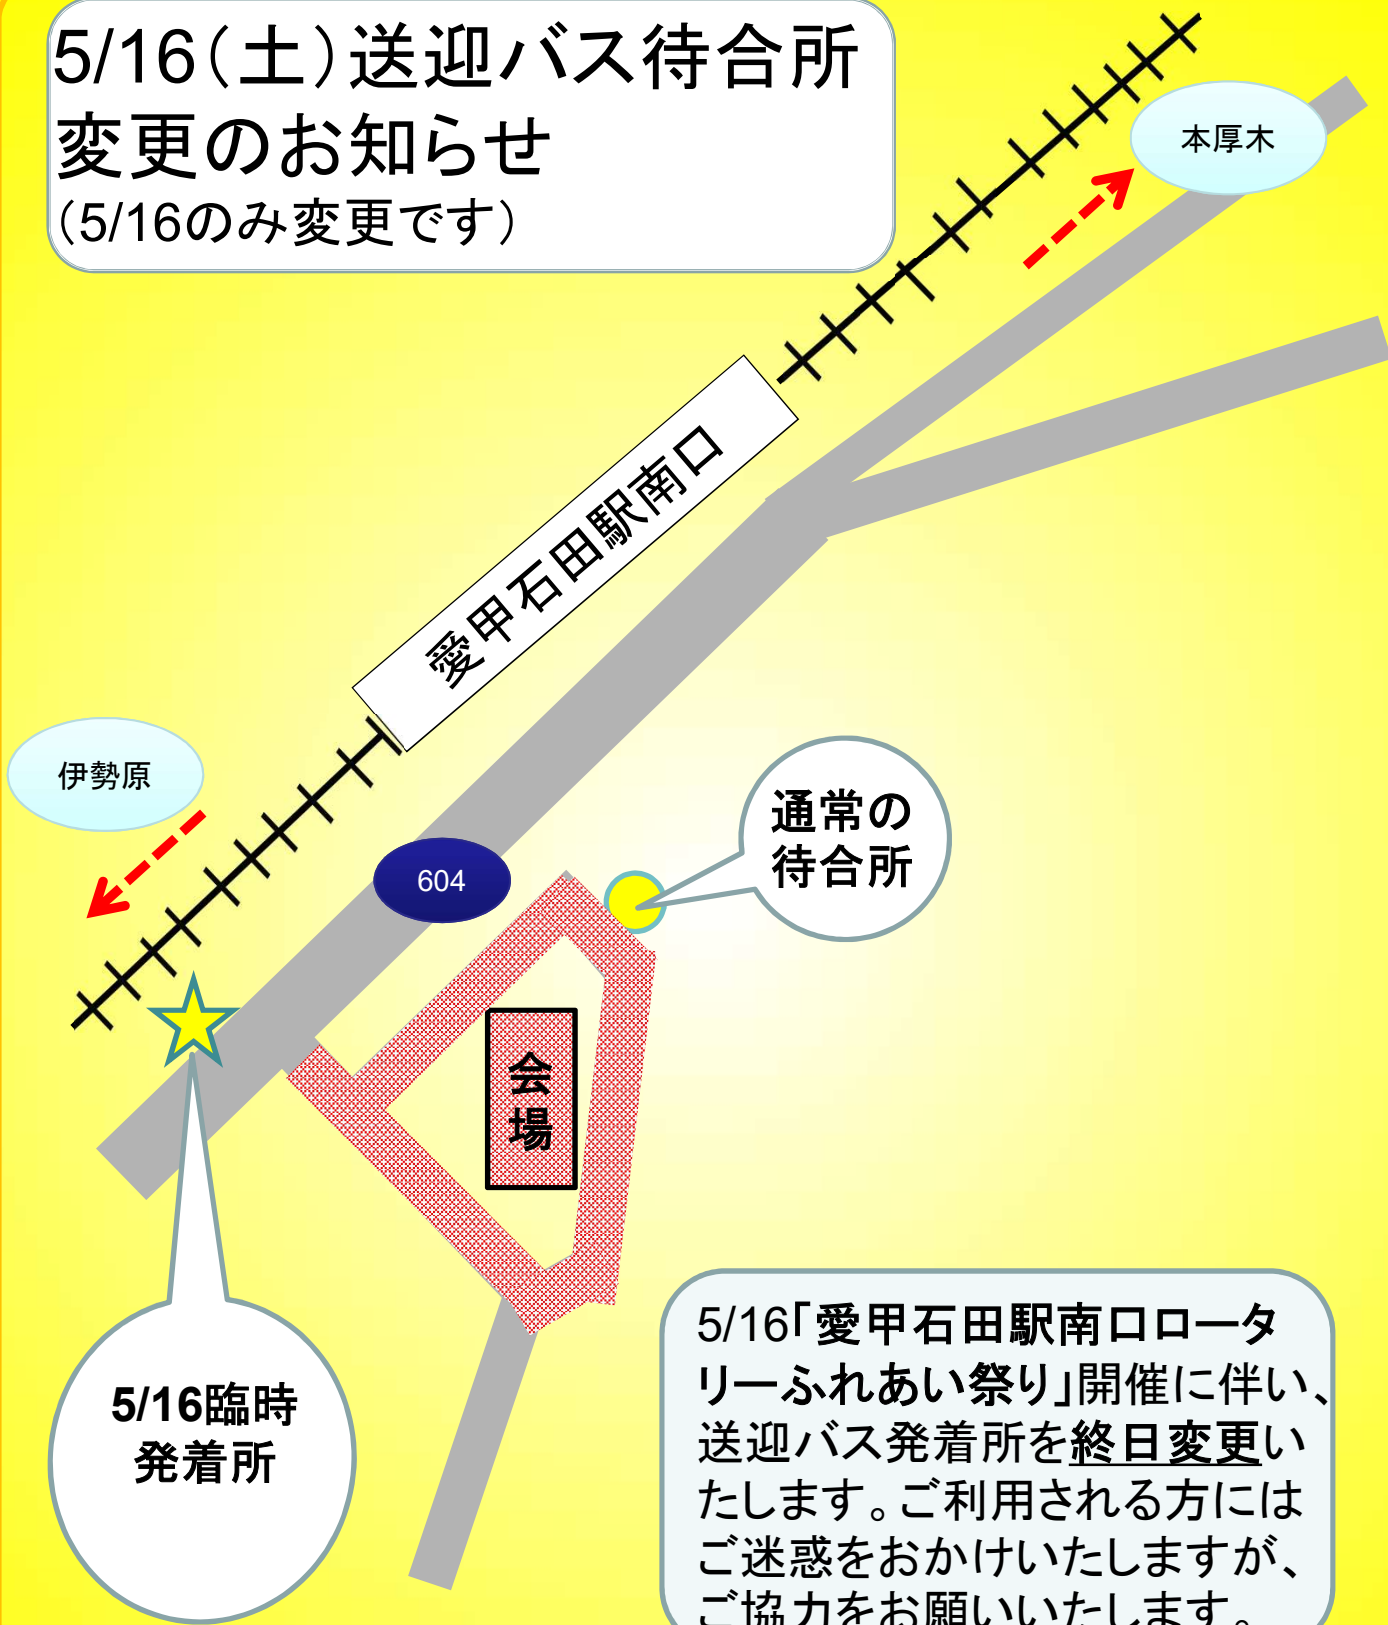 5/16（土）送迎バス待合所
変更のお知らせ
（5/16のみ変更です）
本厚木
愛甲石田駅南口
伊勢原
604
通常の
待合所
会
場
5/16臨時
発着所
5/16「愛甲石田駅南口ロータ
リーふれあい祭り」開催に伴い、
送迎バス発着所を終日変更い
たします。ご利用される方には
ご迷惑をおかけいたしますが、
ご協力をお願いいたします。